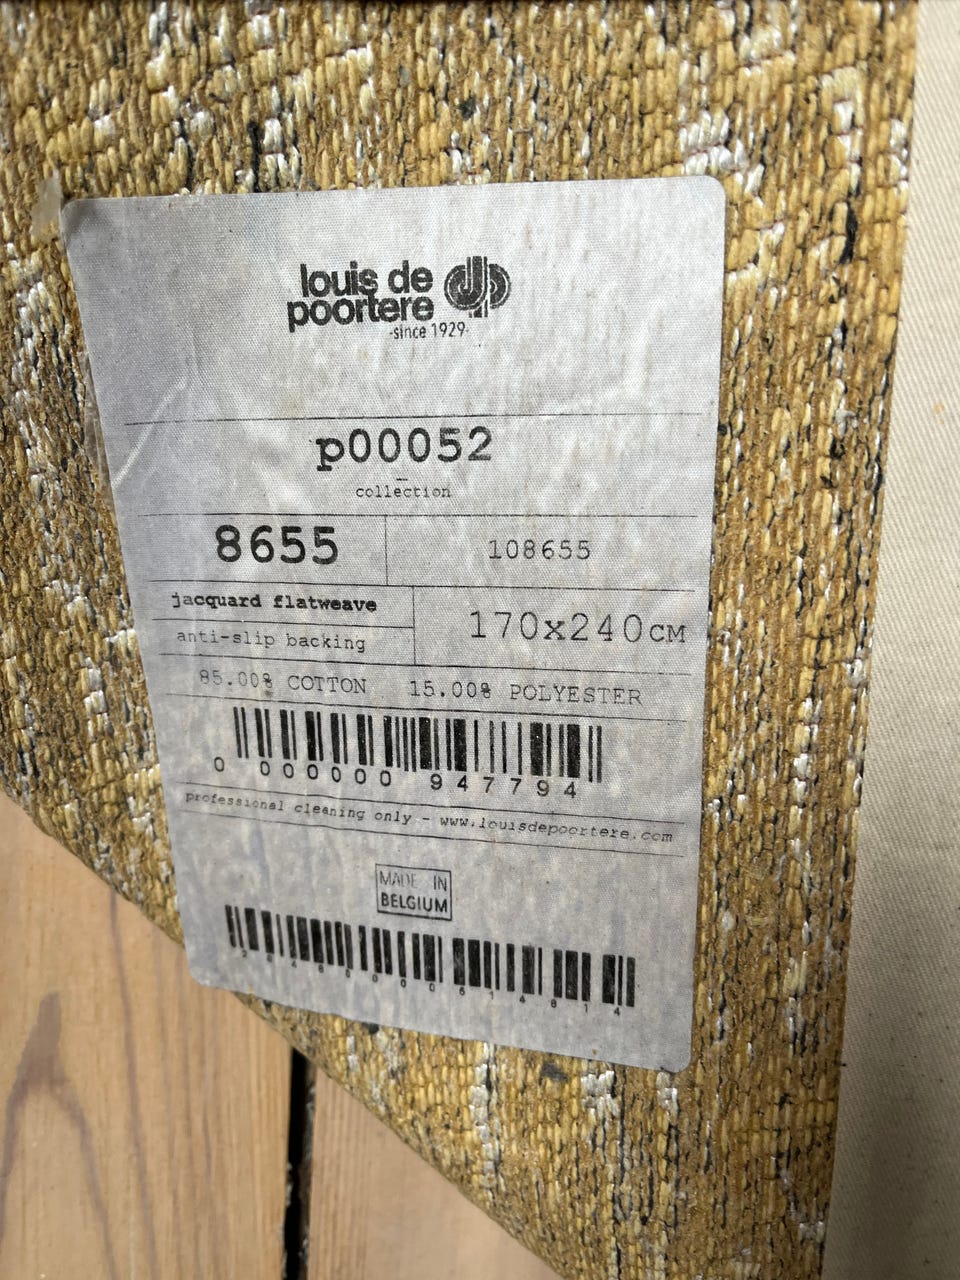 louis de
poortere
-since 1929-
p00052
collection
8655
108655
jacquard flatweave
anti-slip backing
170x240CM
85.00% COTTON 15.00% POLYESTER
0 000000 947794
professional cleaning only - www.louisdepoortere.com
MADE IN
BELGIUM